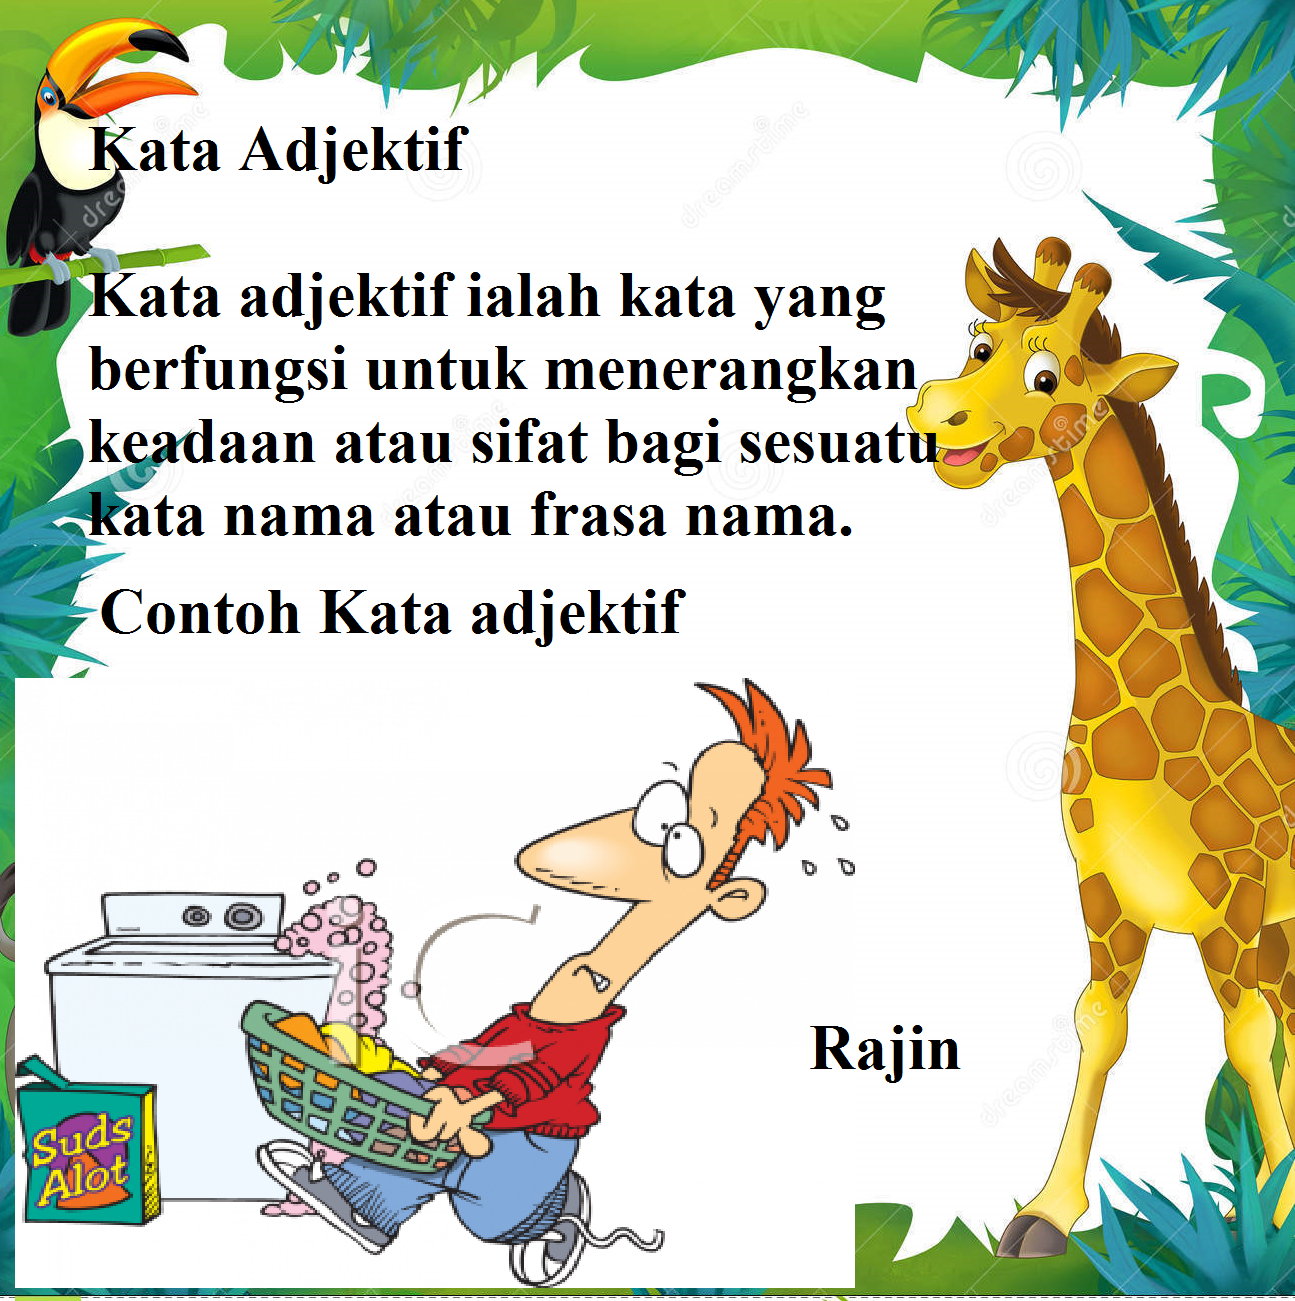 Kata Adjektif
Kata adjektif ialah kata yang
berfungsi untuk menerangkan
keadaan atau sifat bagi sesuatu
kata nama atau frasa nama.
Contoh Kata adjektif
Rajin
Suds
Alot
dreamstime